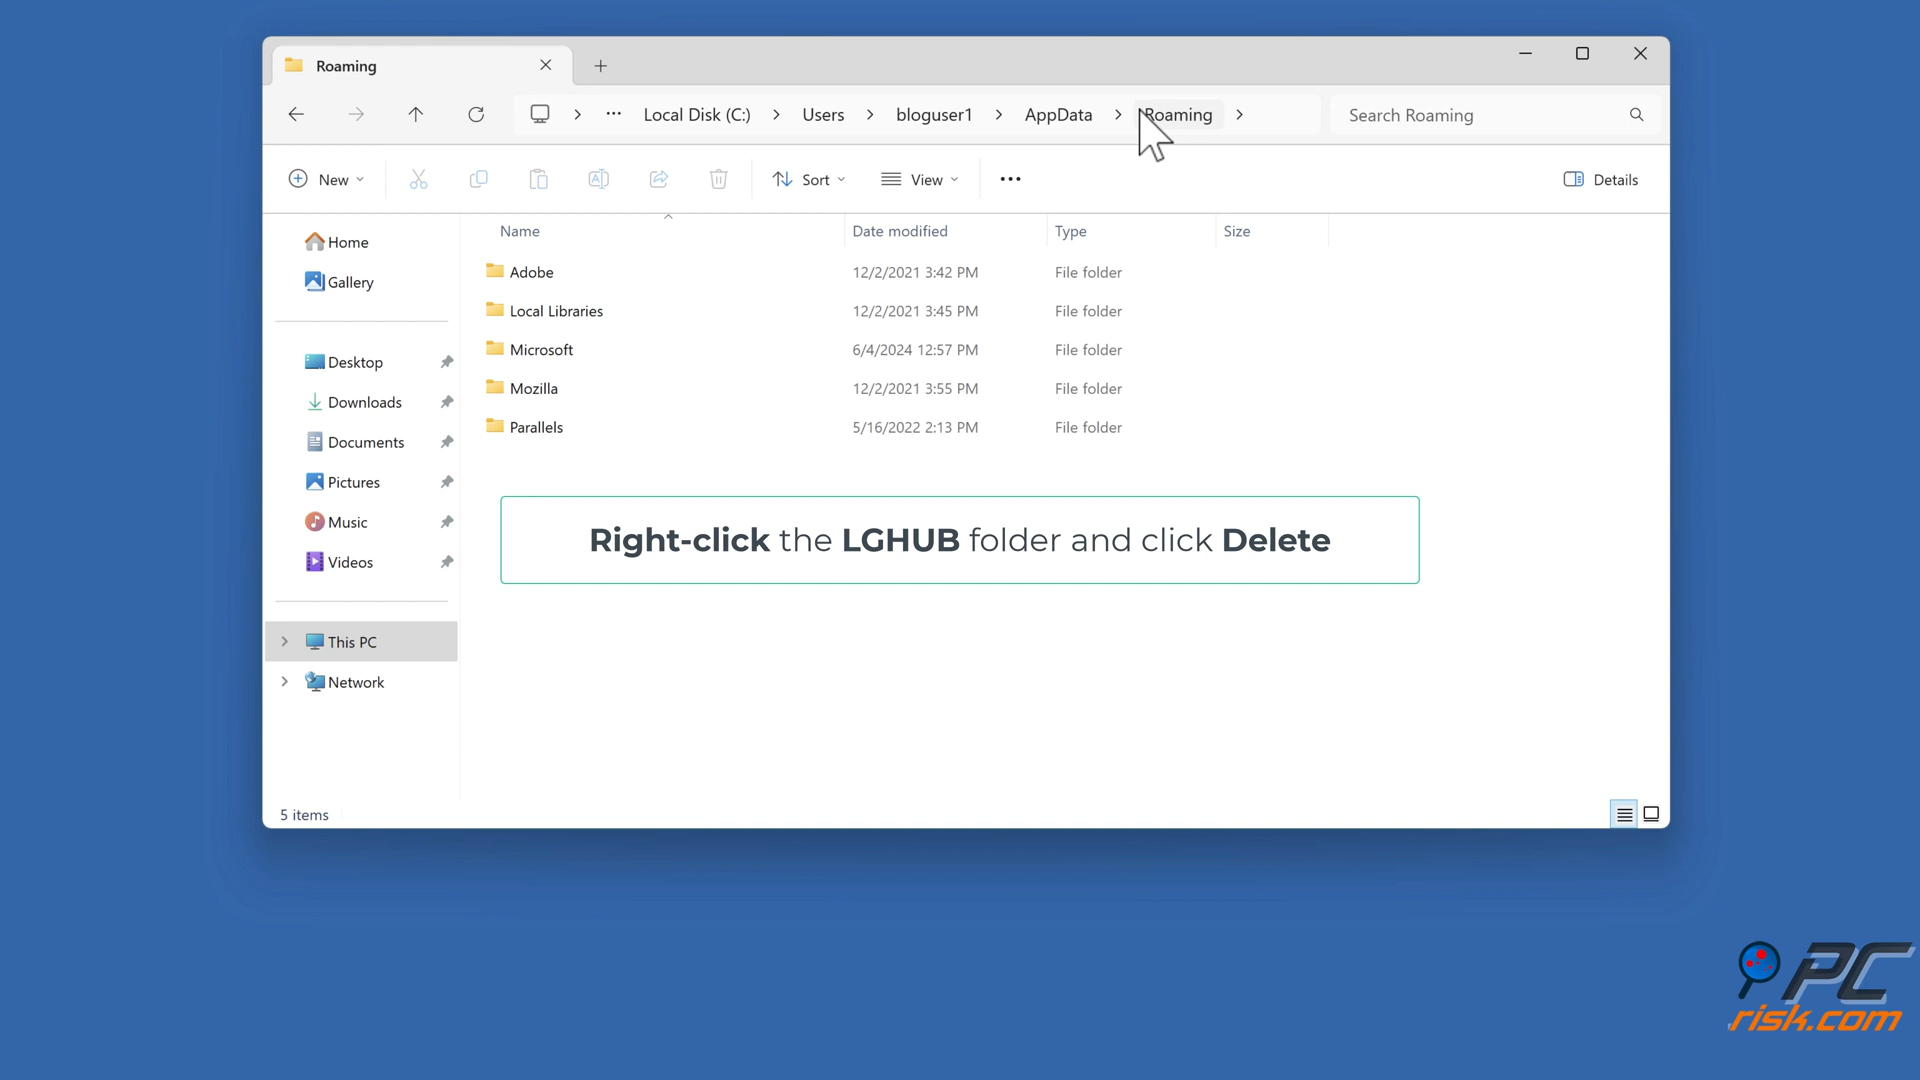 Roaming
Local Disk (C:) Users bloguser1 AppData Roaming Search Roaming
New Sort View Details
Name Date modified Type Size
Home
Gallery
Desktop
Downloads
Documents
Pictures
Music
Videos
This PC
Network
Adobe 12/2/2021 3:42 PM File folder
Local Libraries 12/2/2021 3:45 PM File folder
Microsoft 6/4/2024 12:57 PM File folder
Mozilla 12/2/2021 3:55 PM File folder
Parallels 5/16/2022 2:13 PM File folder
Right-click the LGHUB folder and click Delete
5 items
PC
risk.com